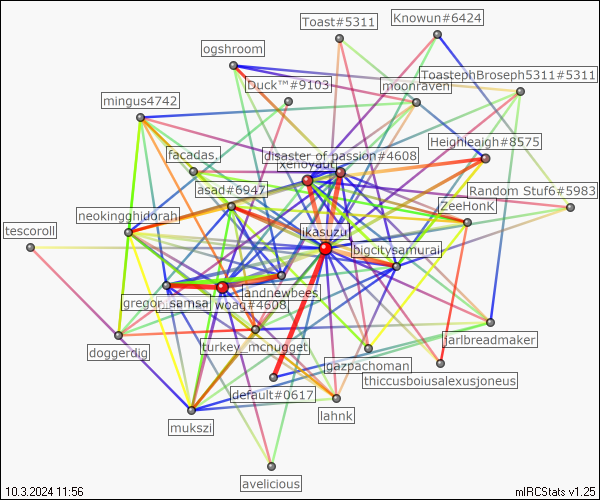 Toast#5311
Knowun#6424
ogshroom
ToastephBroseph5311#5311
Duck™#9103
moonraven
mingus4742
Heighleaigh#8575
facadas.
disaster of passion#4608
xenoyaut
asad#6947
Random Stuf6#5983
ZeeHonk
neokingghidorah
ikasuzu
tescoroll
bigcitysamurai
landnewbees
gregor_samsa
woag#4608
turkey_mcnugget
jarlbreadmaker
doggerdig
gazpachoman
thiccusboiusalexusjoneus
default#0617
lahnk
mukszi
avelicious
10.3.2024 11:56
mIRCStats v1.25